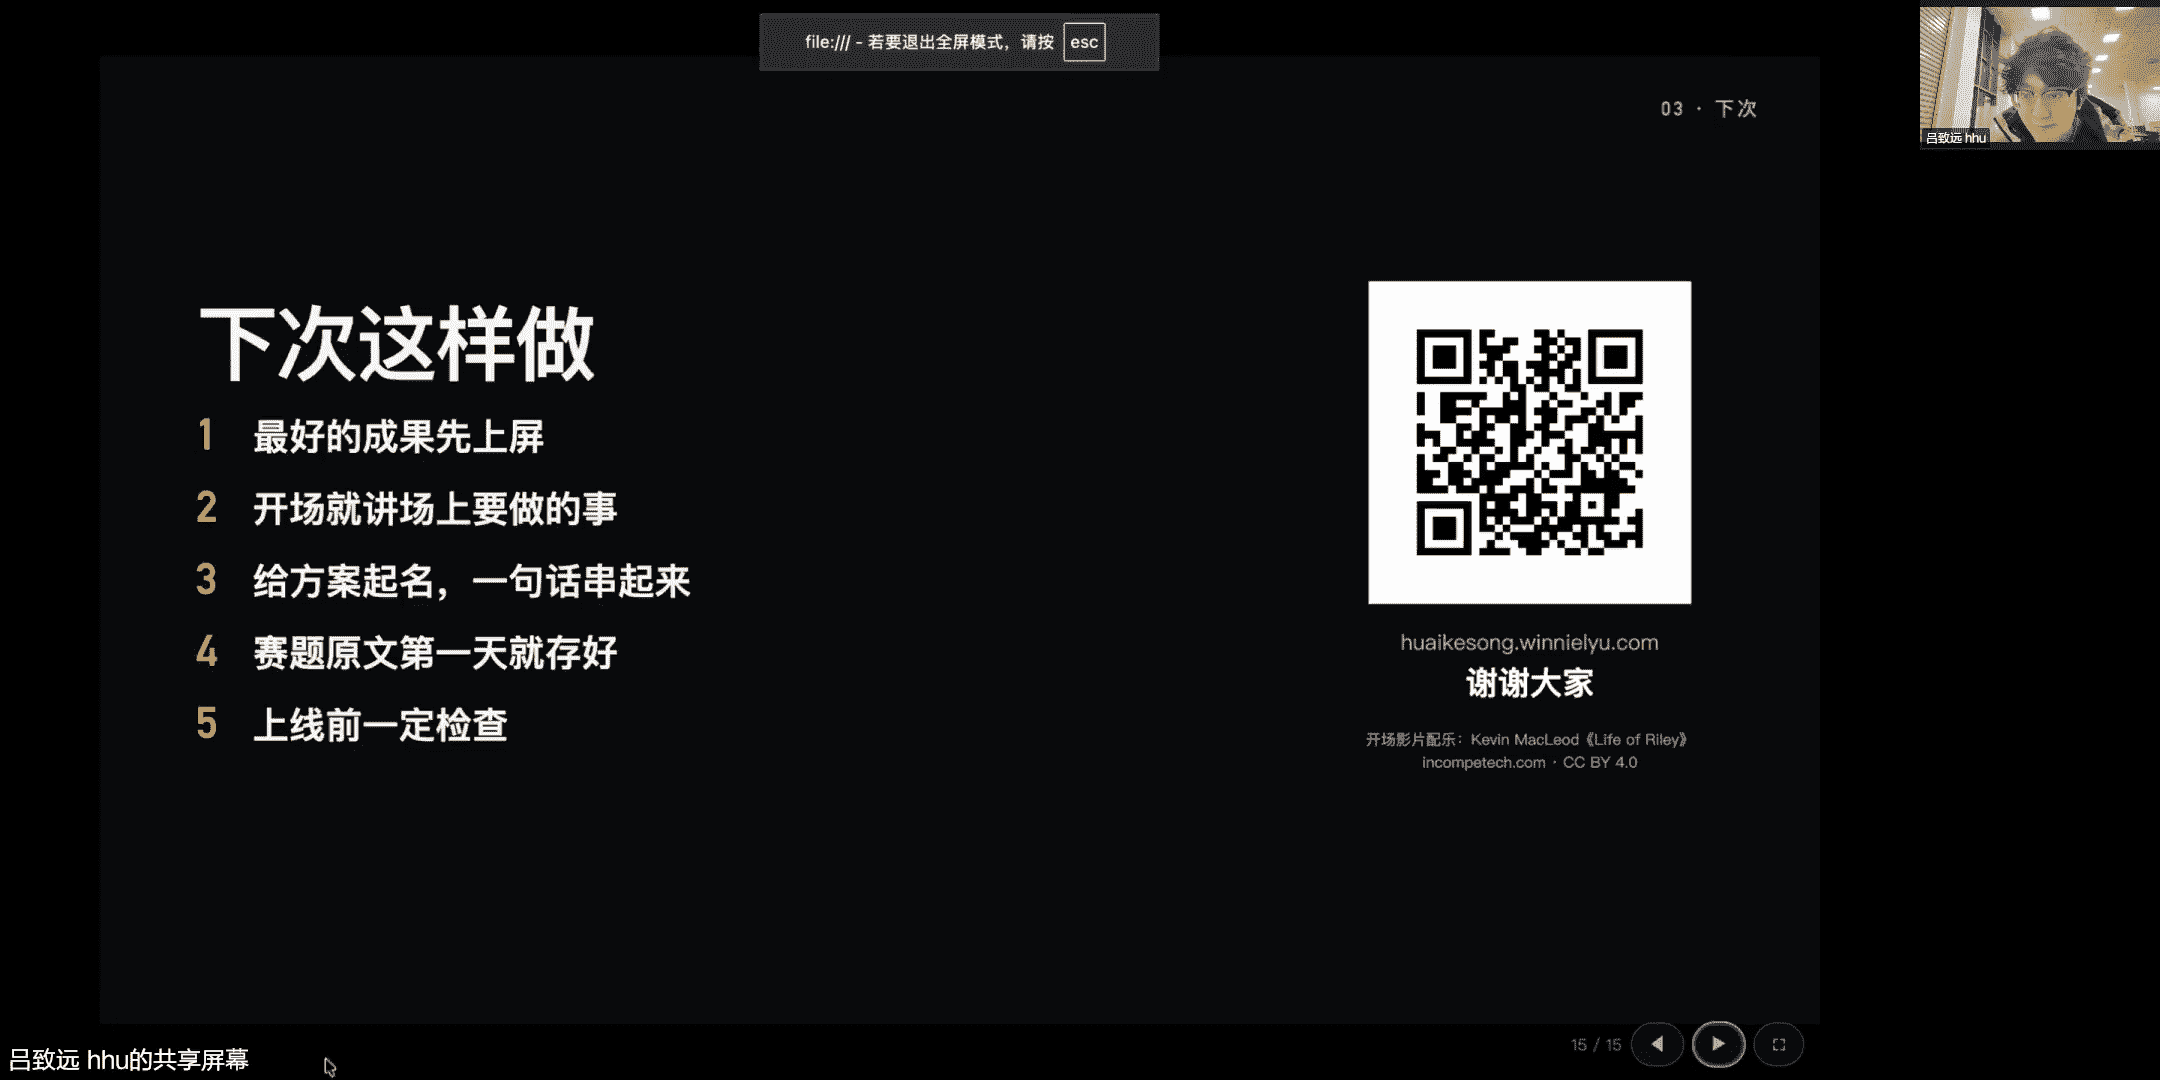 file:/// - 若要退出全屏模式，请按 esc
吕致远 hhu
03 · 下次
下次这样做
1 最好的成果先上屏
2 开场就讲场上要做的事
3 给方案起名，一句话串起来
4 赛题原文第一天就存好
5 上线前一定检查
huaikesong.winnielyu.com
谢谢大家
开场影片配乐：Kevin MacLeod《Life of Riley》
incompetech.com · CC BY 4.0
15 / 15
吕致远 hhu的共享屏幕